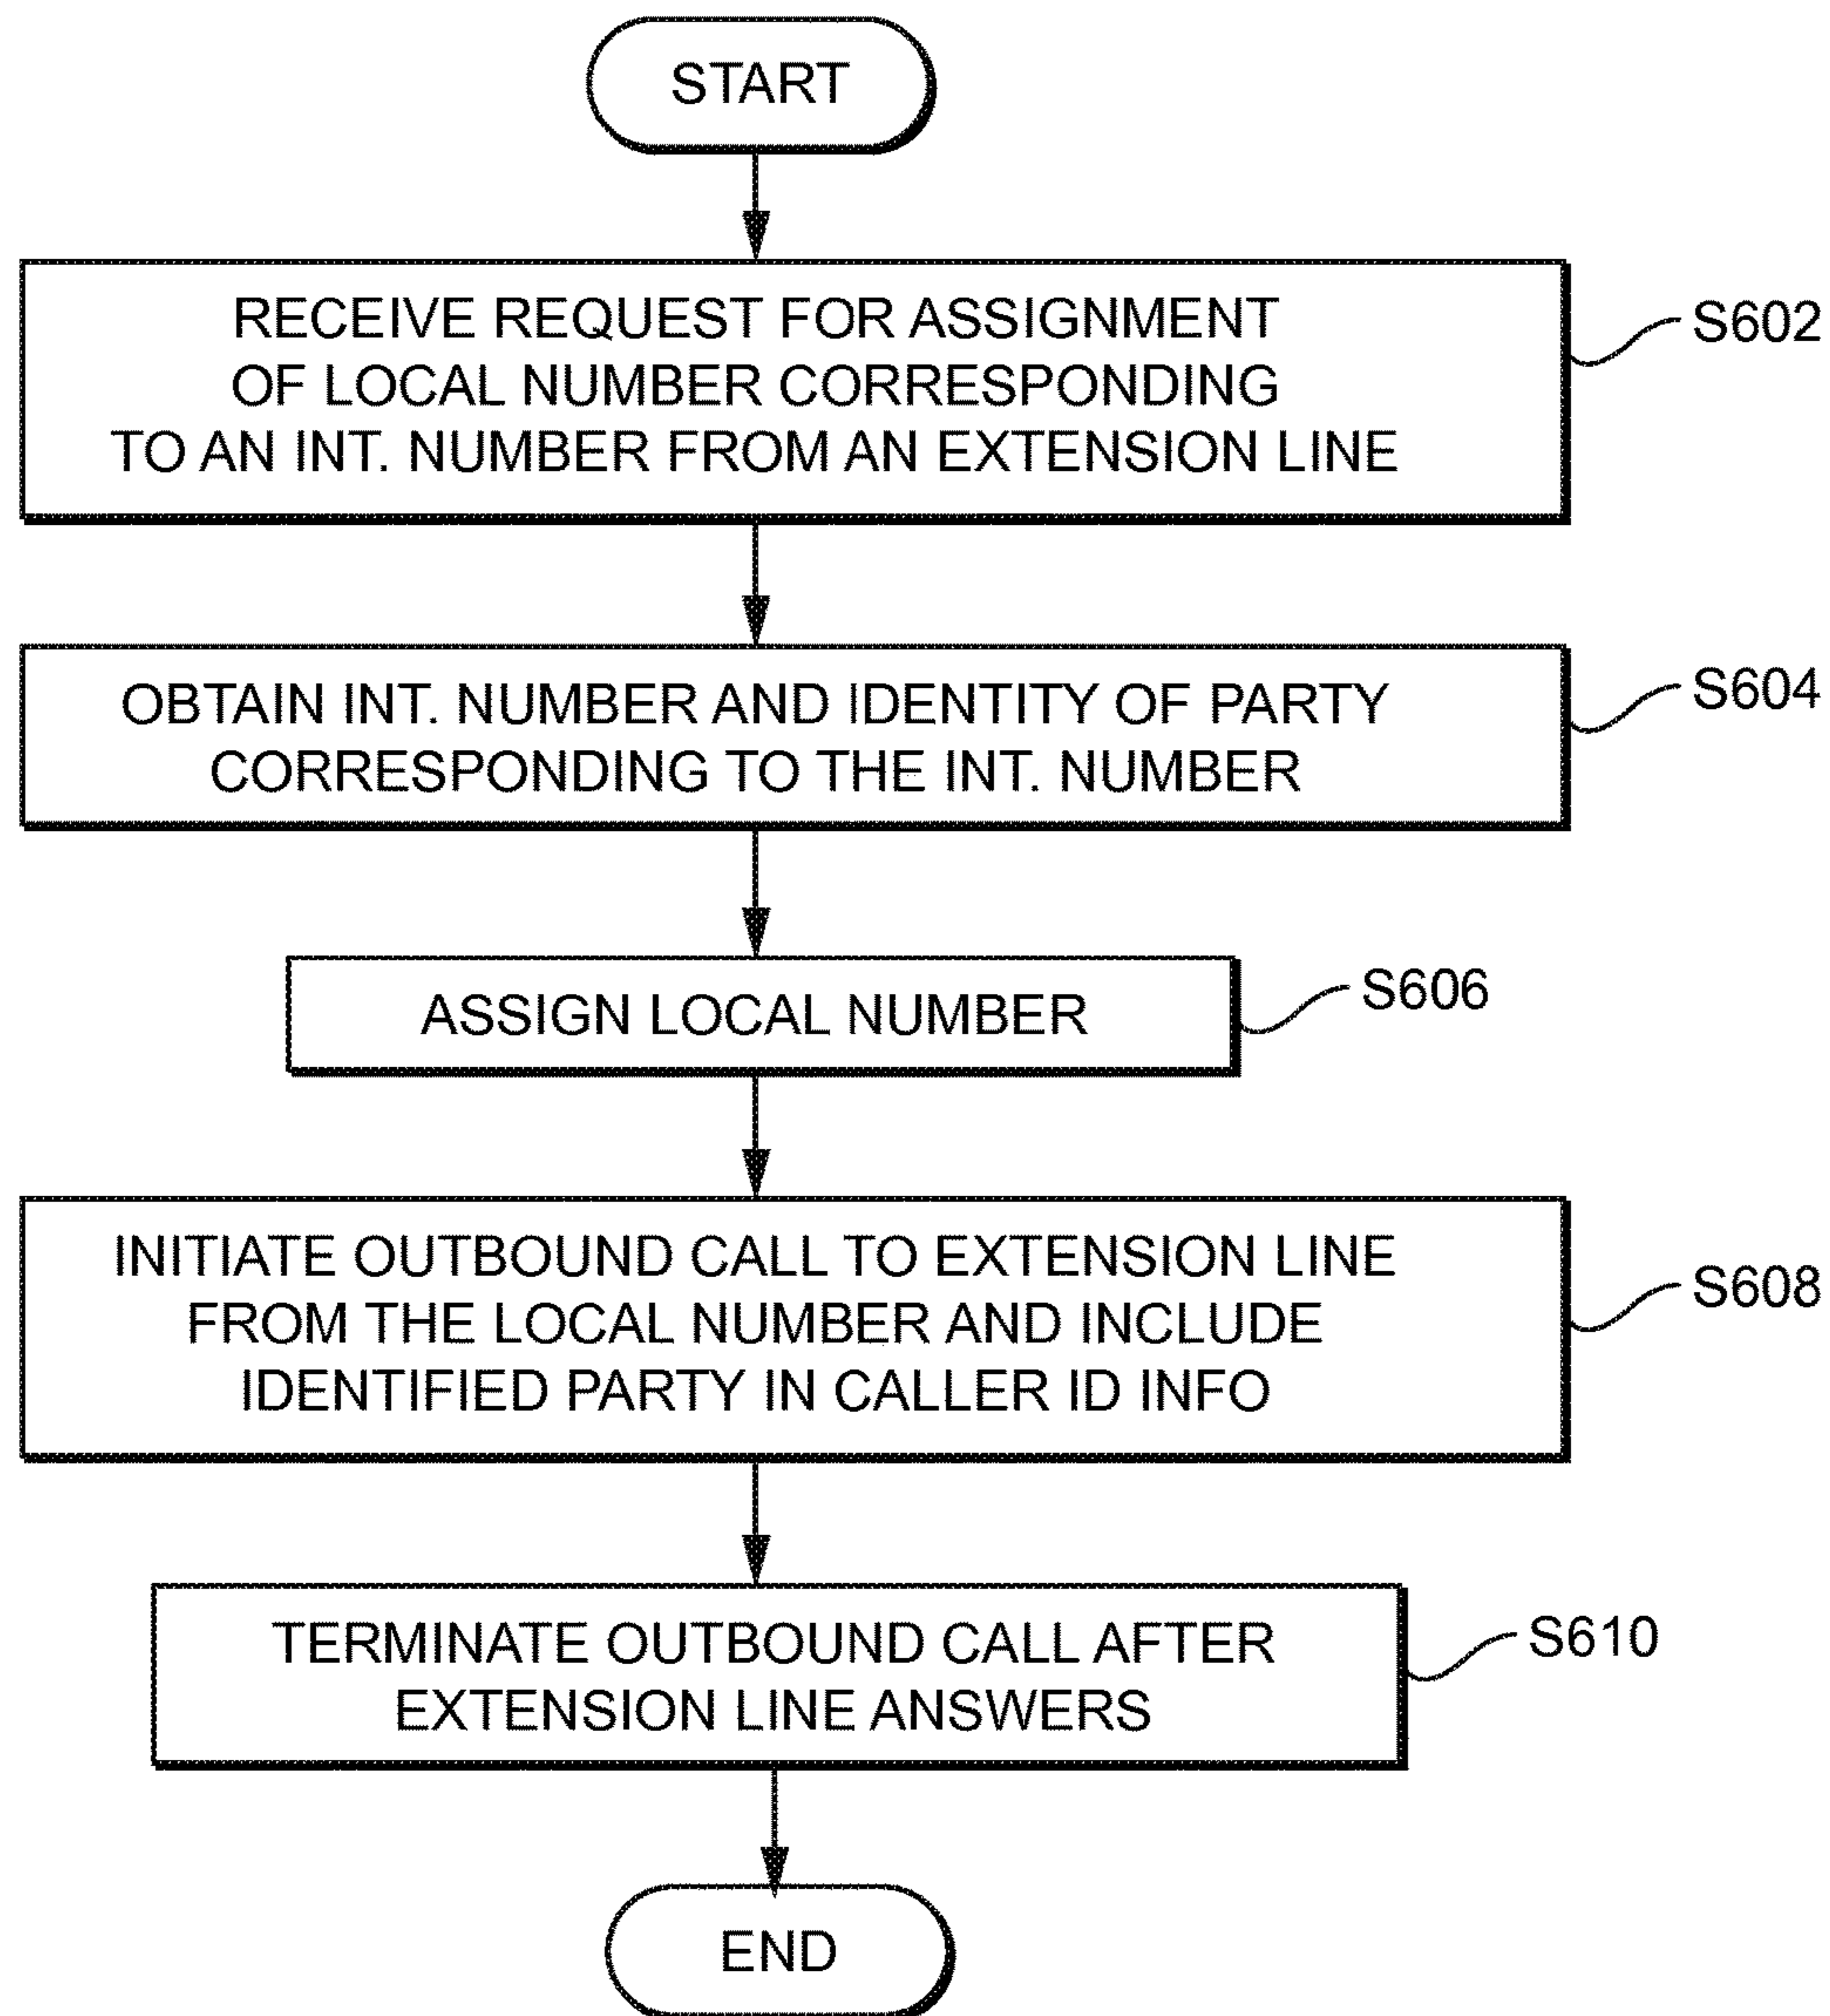 START
RECEIVE REQUEST FOR ASSIGNMENT
OF LOCAL NUMBER CORRESPONDING
TO AN INT. NUMBER FROM AN EXTENSION LINE
S602
OBTAIN INT. NUMBER AND IDENTITY OF PARTY
CORRESPONDING TO THE INT. NUMBER
S604
ASSIGN LOCAL NUMBER
S606
INITIATE OUTBOUND CALL TO EXTENSION LINE
FROM THE LOCAL NUMBER AND INCLUDE
IDENTIFIED PARTY IN CALLER ID INFO
S608
TERMINATE OUTBOUND CALL AFTER
EXTENSION LINE ANSWERS
S610
END